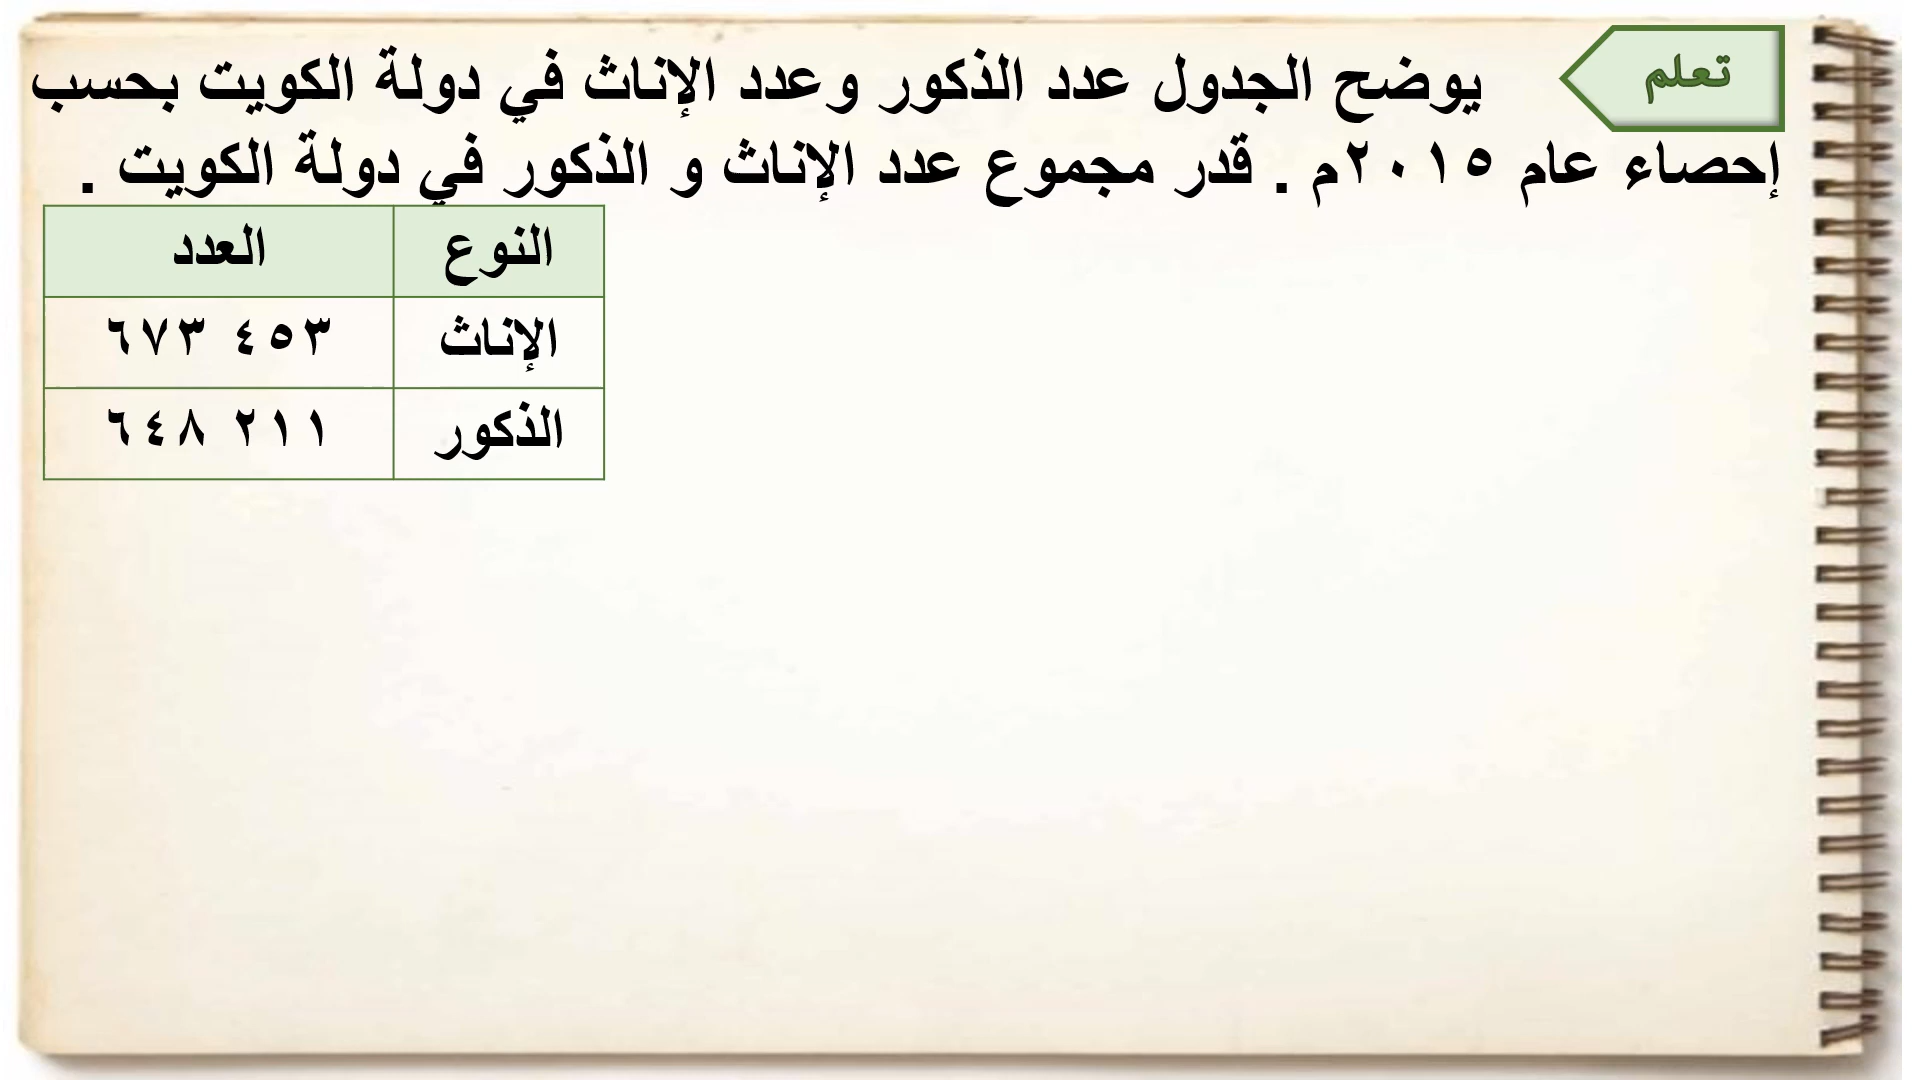 تعلم
يوضح الجدول عدد الذكور وعدد الإناث في دولة الكويت بحسب
إحصاء عام ٢٠١٥م . قدر مجموع عدد الإناث و الذكور في دولة الكويت .
النوع العدد
الإناث ٦٧٣ ٤٥٣
الذكور ٦٤٨ ٢١١